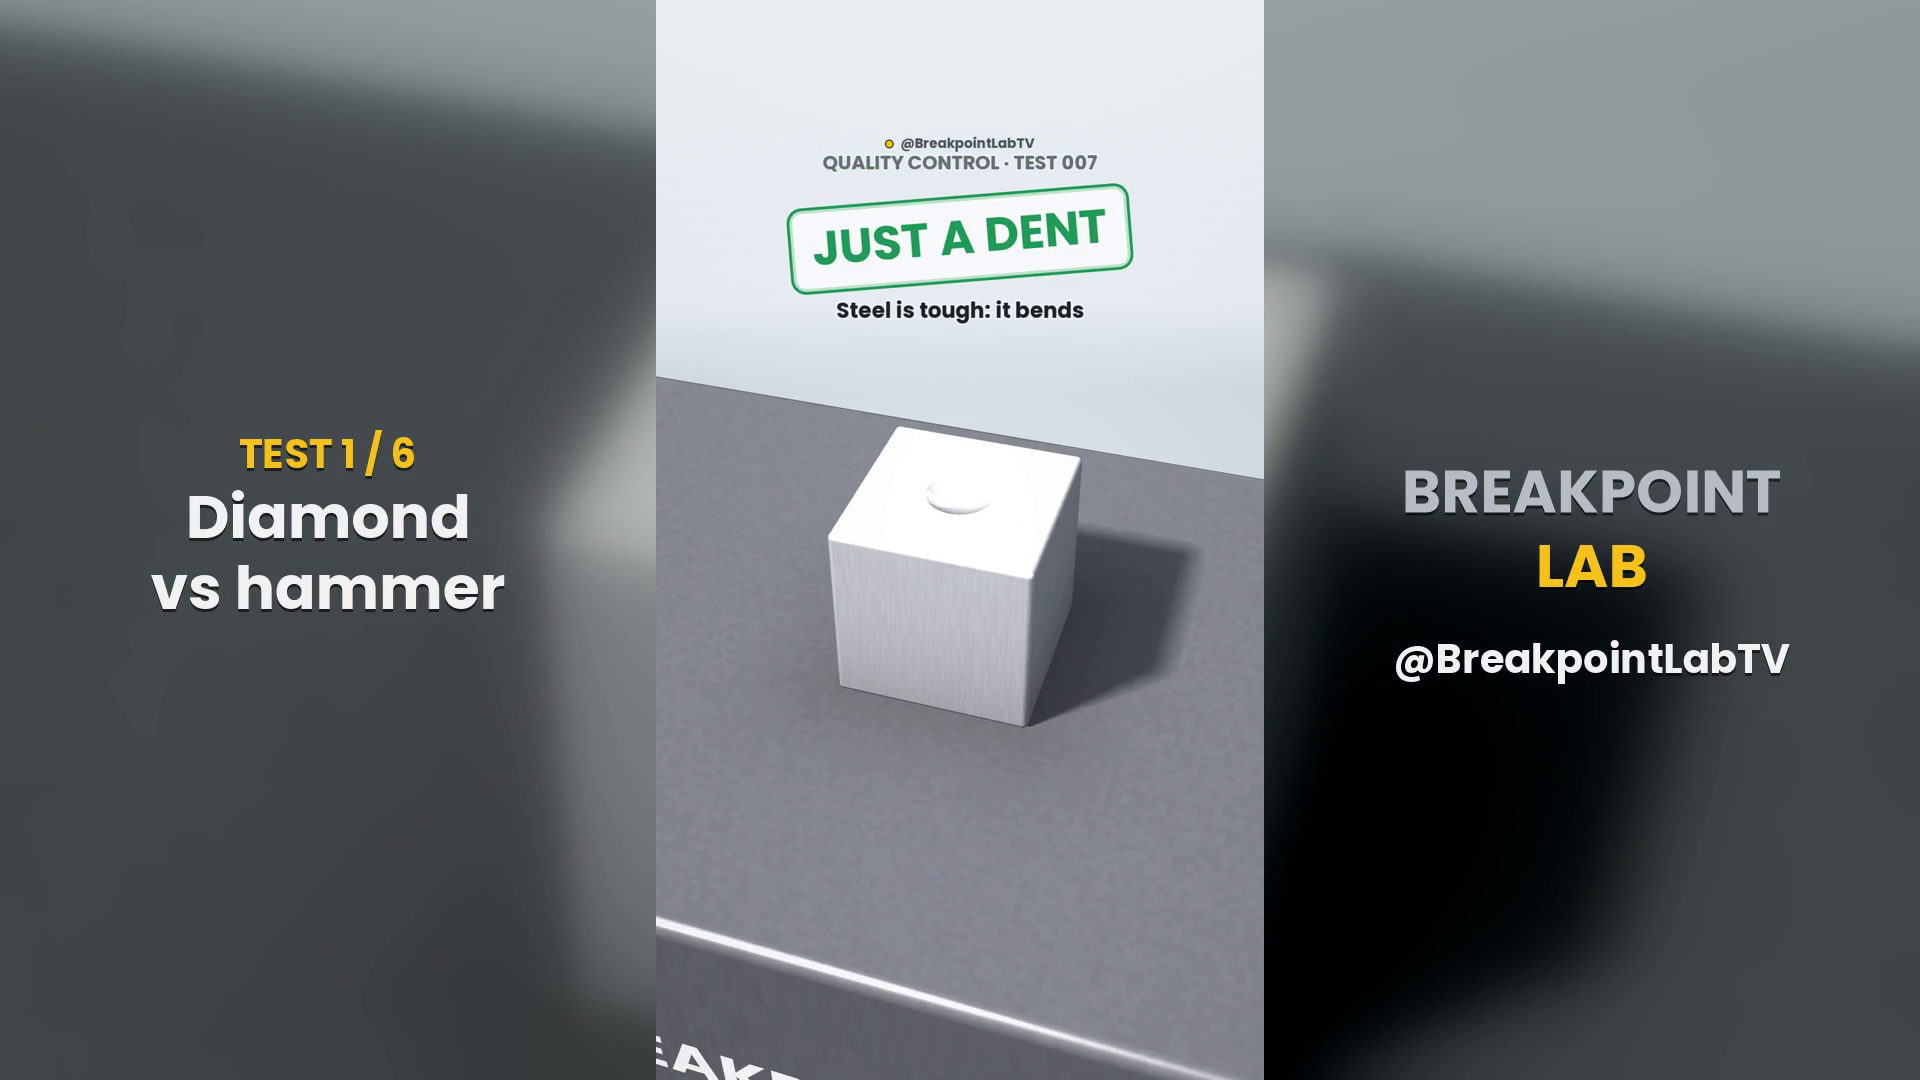 TEST 1 / 6
Diamond
vs hammer
@BreakpointLabTV
QUALITY CONTROL · TEST 007
JUST A DENT
Steel is tough: it bends
BREAKPOINT
LAB
@BreakpointLabTV